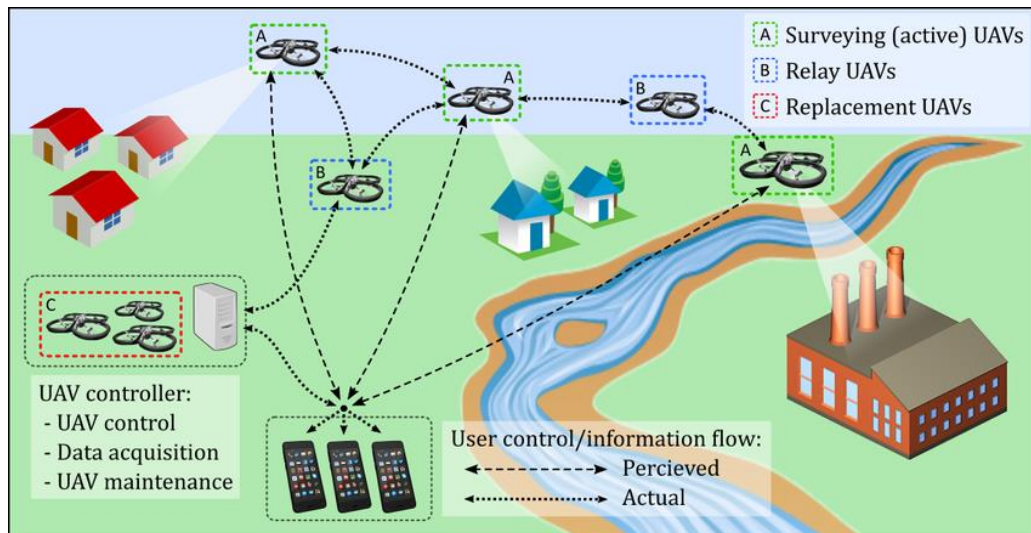 A
A
B
A
B
C
A Surveying (active) UAVs
B Relay UAVs
C Replacement UAVs
UAV controller:
- UAV control
- Data acquisition
- UAV maintenance
User control/information flow:
Percieved
Actual